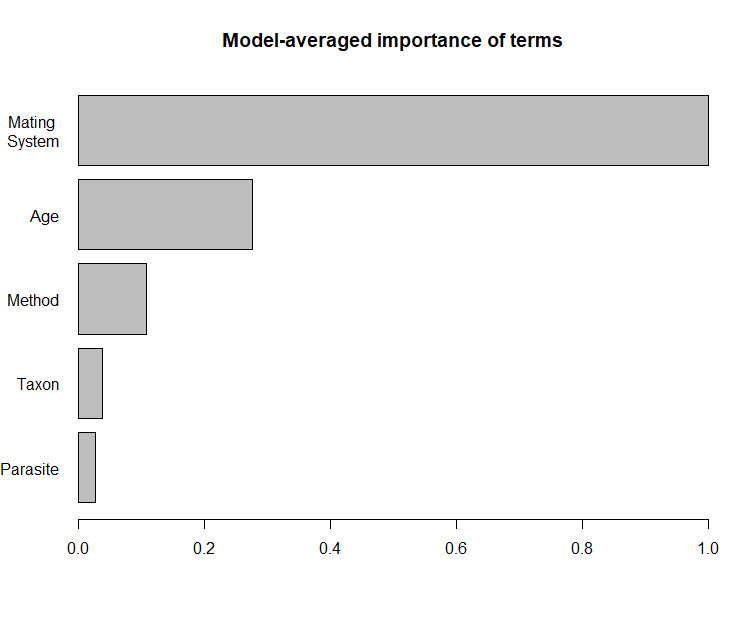 Model-averaged importance of terms
Mating
System
Age
Method
Taxon
Parasite
0.0 0.2 0.4 0.6 0.8 1.0